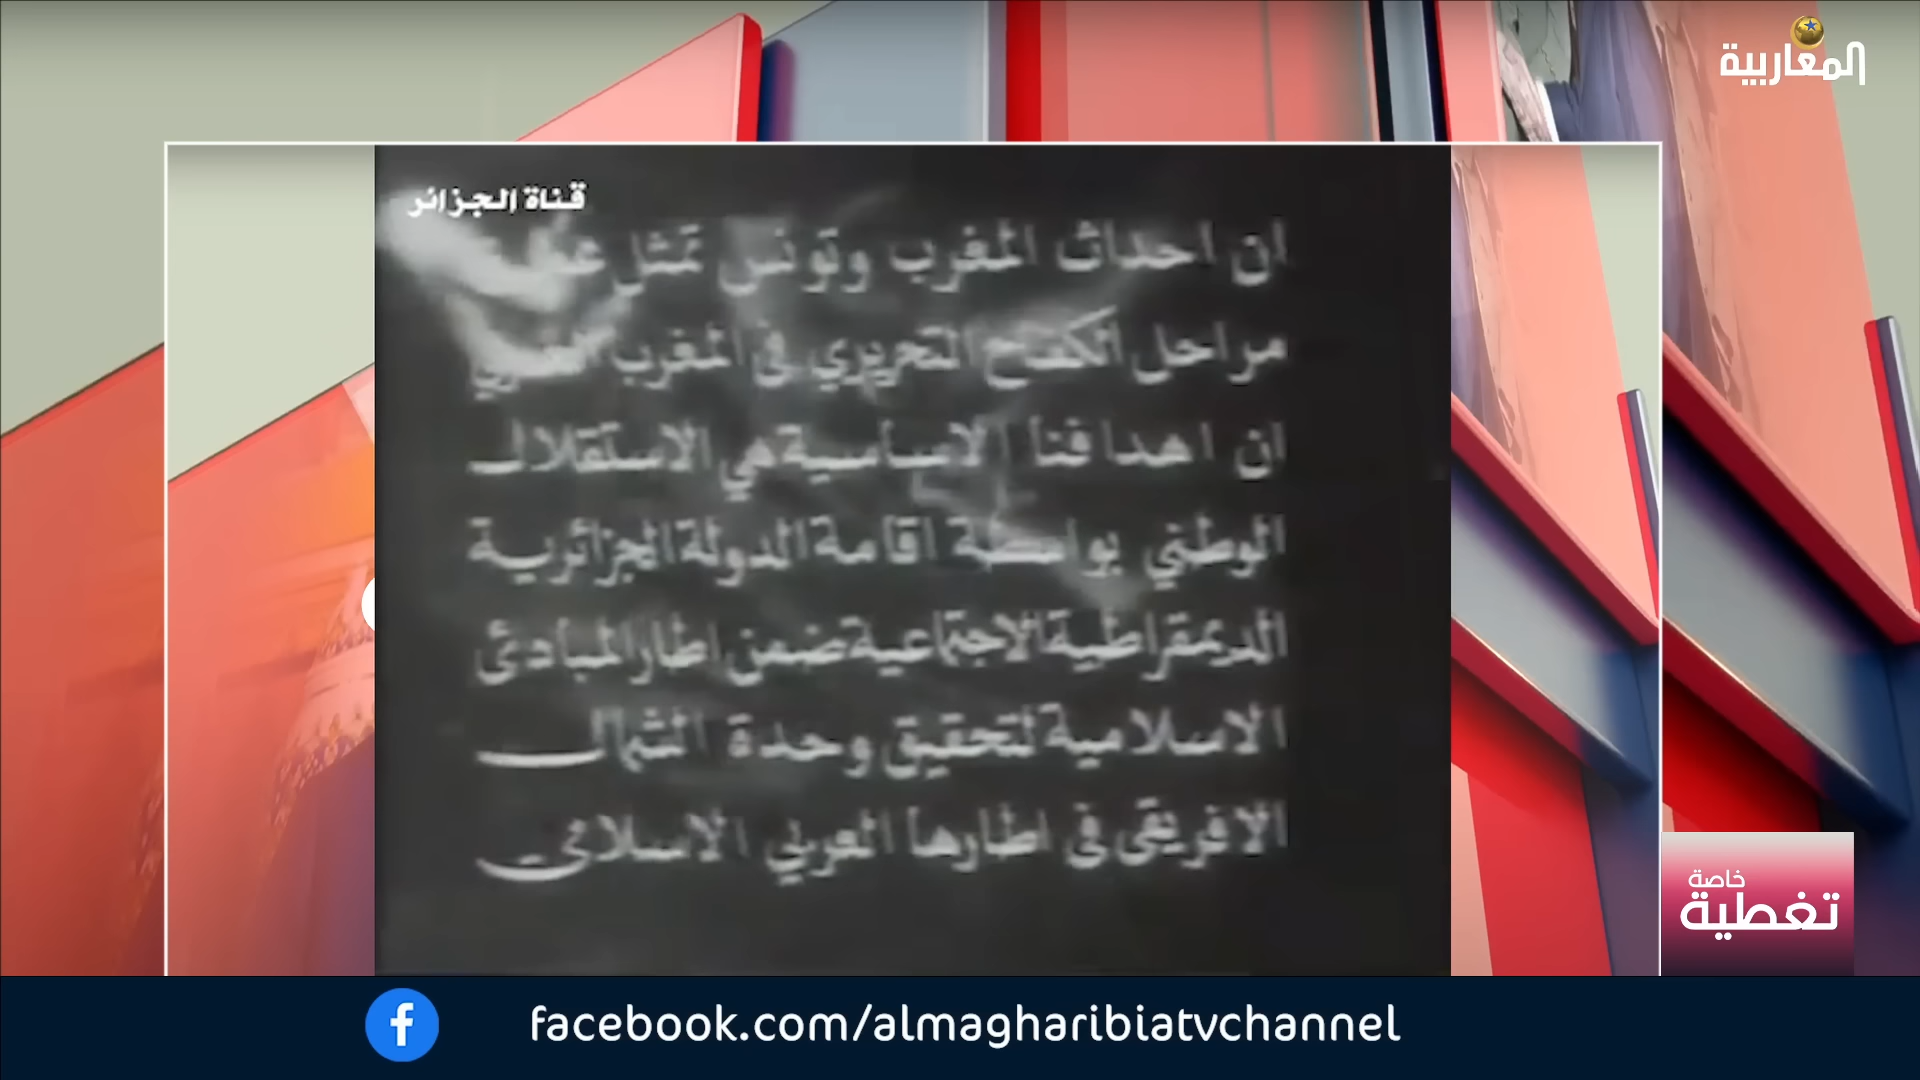 المغاربية
قناة الجزائر
ان احداث المغرب وتونس تمثل
مراحل الكفاح التحريري في المغرب العربي
ان اهدافنا الاساسية هي الاستقلال
الوطني بواسطة اقامة الدولة الجزائرية
الديمقراطية الاجتماعية ضمن اطار المبادئ
الاسلامية لتحقيق وحدة الشمال
الافريقي في اطارها العربي الاسلامي
خاصة
تغطية
facebook.com/almagharibiatvchannel